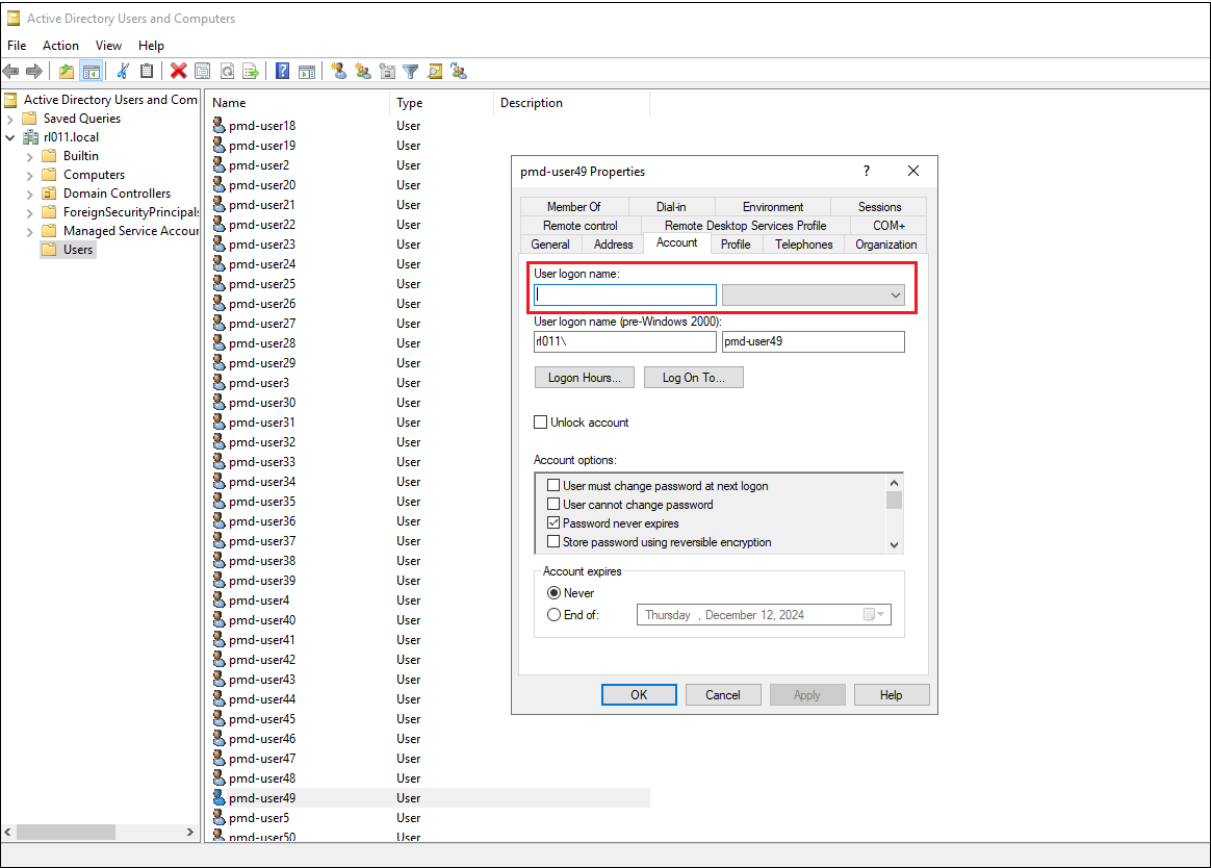 Active Directory Users and Computers
File Action View Help
Active Directory Users and Com
Saved Queries
rl011.local
Builtin
Computers
Domain Controllers
ForeignSecurityPrincipals
Managed Service Accour
Users
Name Type Description
pmd-user18 User
pmd-user19 User
pmd-user2 User
pmd-user20 User
pmd-user21 User
pmd-user22 User
pmd-user23 User
pmd-user24 User
pmd-user25 User
pmd-user26 User
pmd-user27 User
pmd-user28 User
pmd-user29 User
pmd-user3 User
pmd-user30 User
pmd-user31 User
pmd-user32 User
pmd-user33 User
pmd-user34 User
pmd-user35 User
pmd-user36 User
pmd-user37 User
pmd-user38 User
pmd-user39 User
pmd-user4 User
pmd-user40 User
pmd-user41 User
pmd-user42 User
pmd-user43 User
pmd-user44 User
pmd-user45 User
pmd-user46 User
pmd-user47 User
pmd-user48 User
pmd-user49 User
pmd-user5 User
pmd-user50 User
pmd-user49 Properties
Member Of Dial-in Environment Sessions
Remote control Remote Desktop Services Profile COM+
General Address Account Profile Telephones Organization
User logon name:
User logon name (pre-Windows 2000):
rl011\ pmd-user49
Logon Hours... Log On To...
Unlock account
Account options:
User must change password at next logon
User cannot change password
Password never expires
Store password using reversible encryption
Account expires
Never
End of: Thursday , December 12, 2024
OK Cancel Apply Help